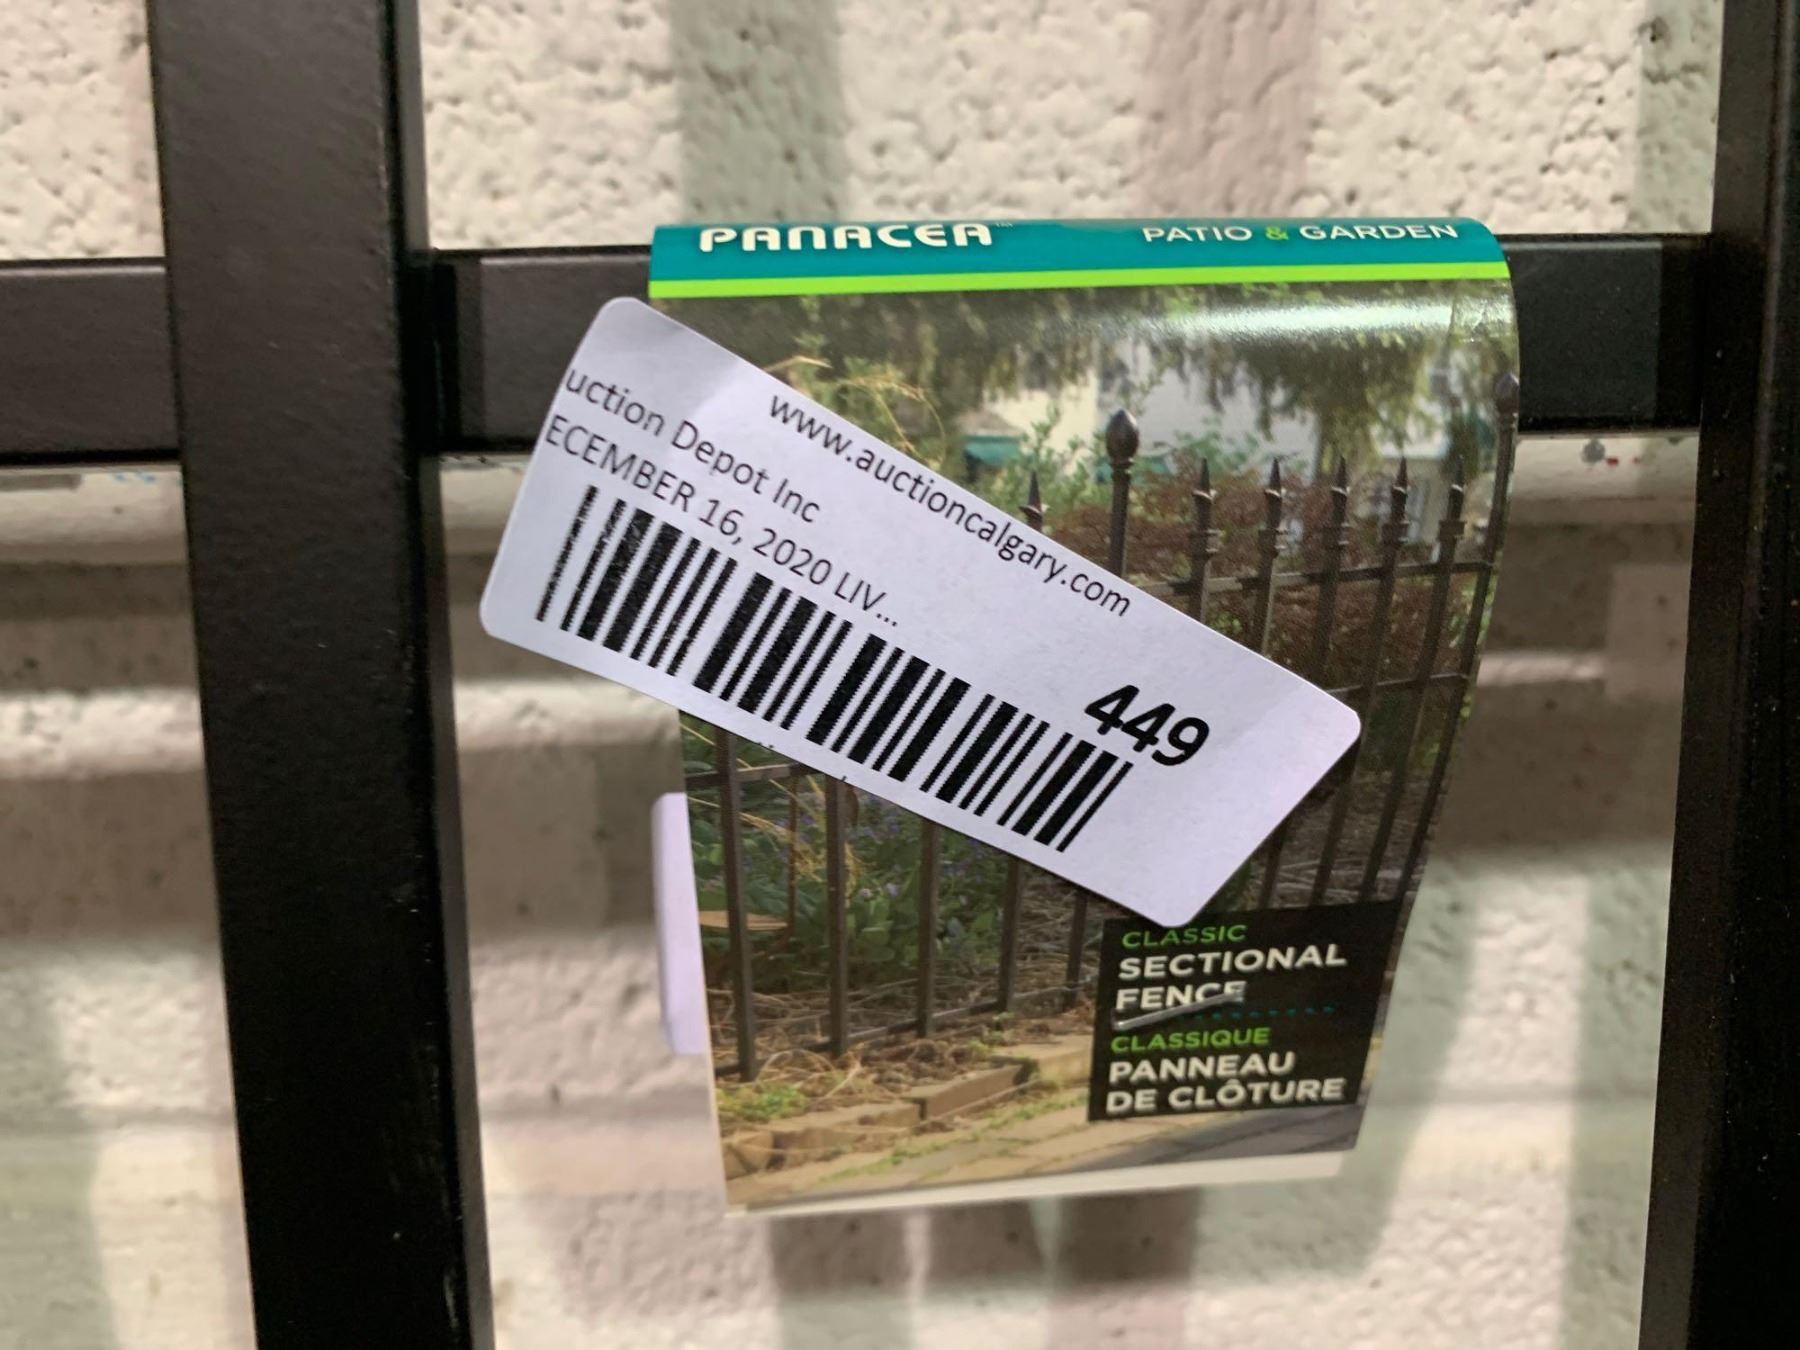 PANACEA™
PATIO & GARDEN
www.auctioncalgary.com
uction Depot Inc
ECEMBER 16, 2020 LIV...
449
CLASSIC
SECTIONAL
FENCE
CLASSIQUE
PANNEAU
DE CLÔTURE